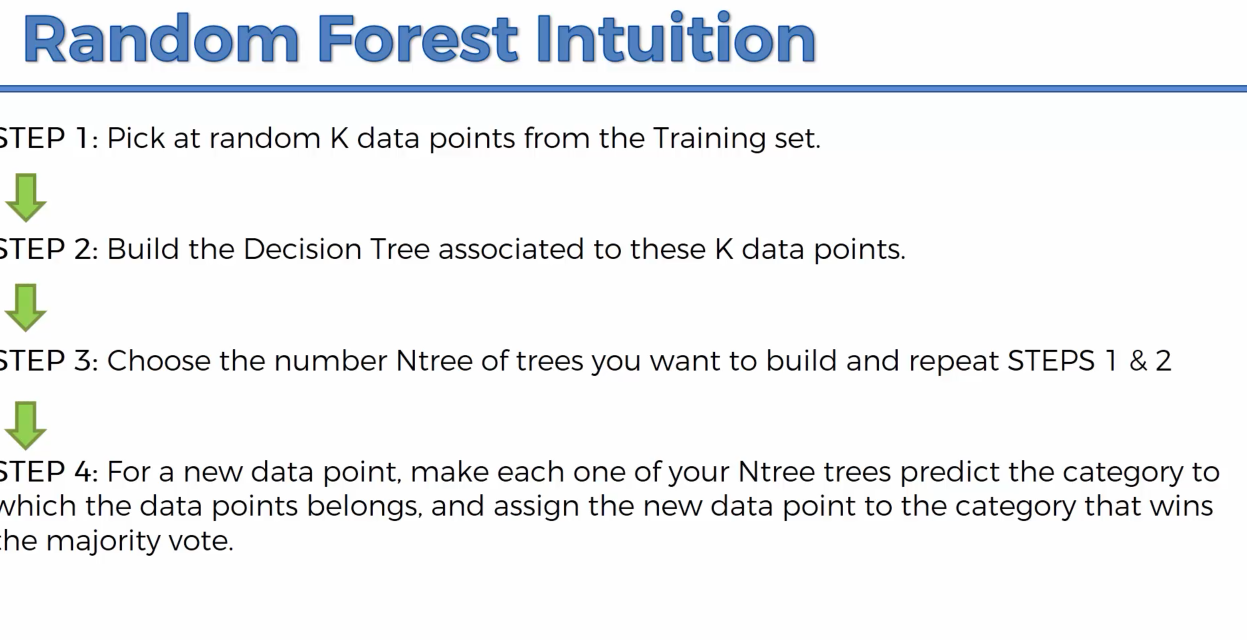 Random Forest Intuition
STEP 1: Pick at random K data points from the Training set.
STEP 2: Build the Decision Tree associated to these K data points.
STEP 3: Choose the number Ntree of trees you want to build and repeat STEPS 1 & 2
STEP 4: For a new data point, make each one of your Ntree trees predict the category to
which the data points belongs, and assign the new data point to the category that wins
the majority vote.